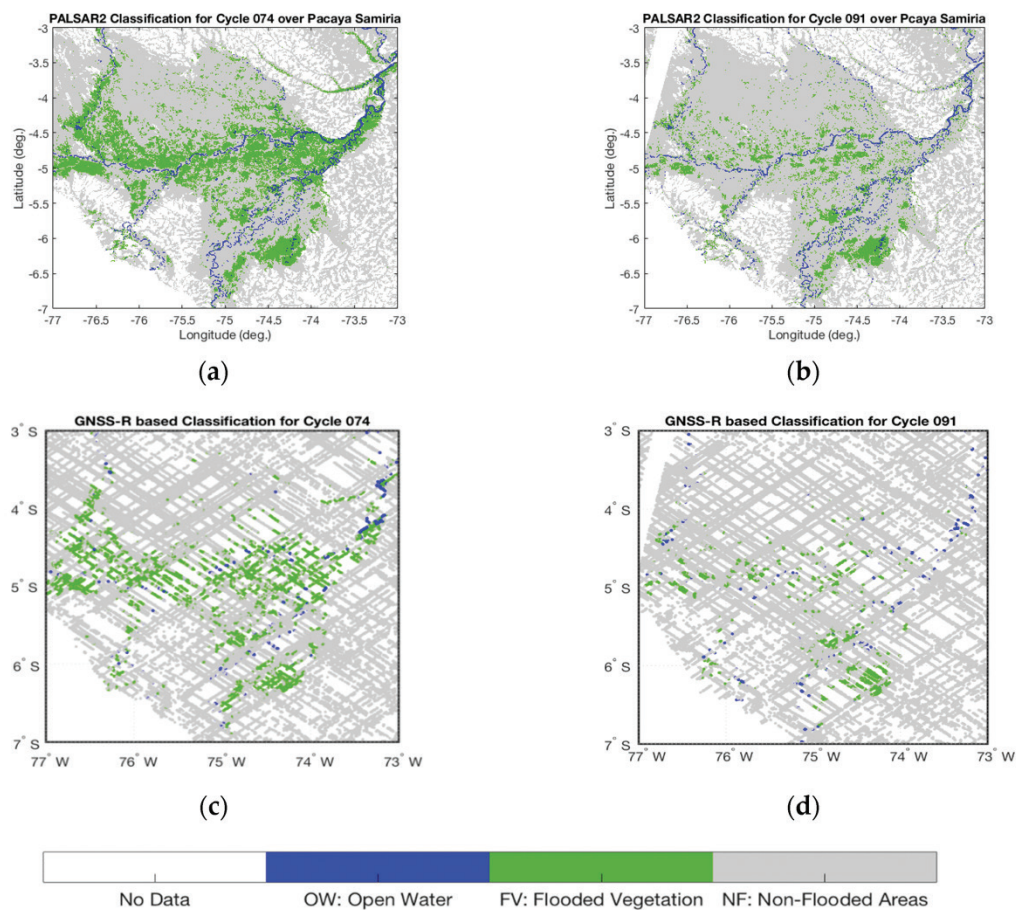 PALSAR2 Classification for Cycle 074 over Pacaya Samiria
-3
-3.5
-4
-4.5
-5
-5.5
-6
-6.5
-7
Latitude (deg.)
-77 -76.5 -76 -75.5 -75 -74.5 -74 -73.5 -73
Longitude (deg.)
(a)
PALSAR2 Classification for Cycle 091 over Pcaya Samiria
-3
-3.5
-4
-4.5
-5
-5.5
-6
-6.5
-7
Latitude (deg.)
-77 -76.5 -76 -75.5 -75 -74.5 -74 -73.5 -73
Longitude (deg.)
(b)
GNSS-R based Classification for Cycle 074
3° S
4° S
5° S
6° S
7° S
77° W 76° W 75° W 74° W 73° W
(c)
GNSS-R based Classification for Cycle 091
3° S
4° S
5° S
6° S
7° S
77° W 76° W 75° W 74° W 73° W
(d)
No Data OW: Open Water FV: Flooded Vegetation NF: Non-Flooded Areas